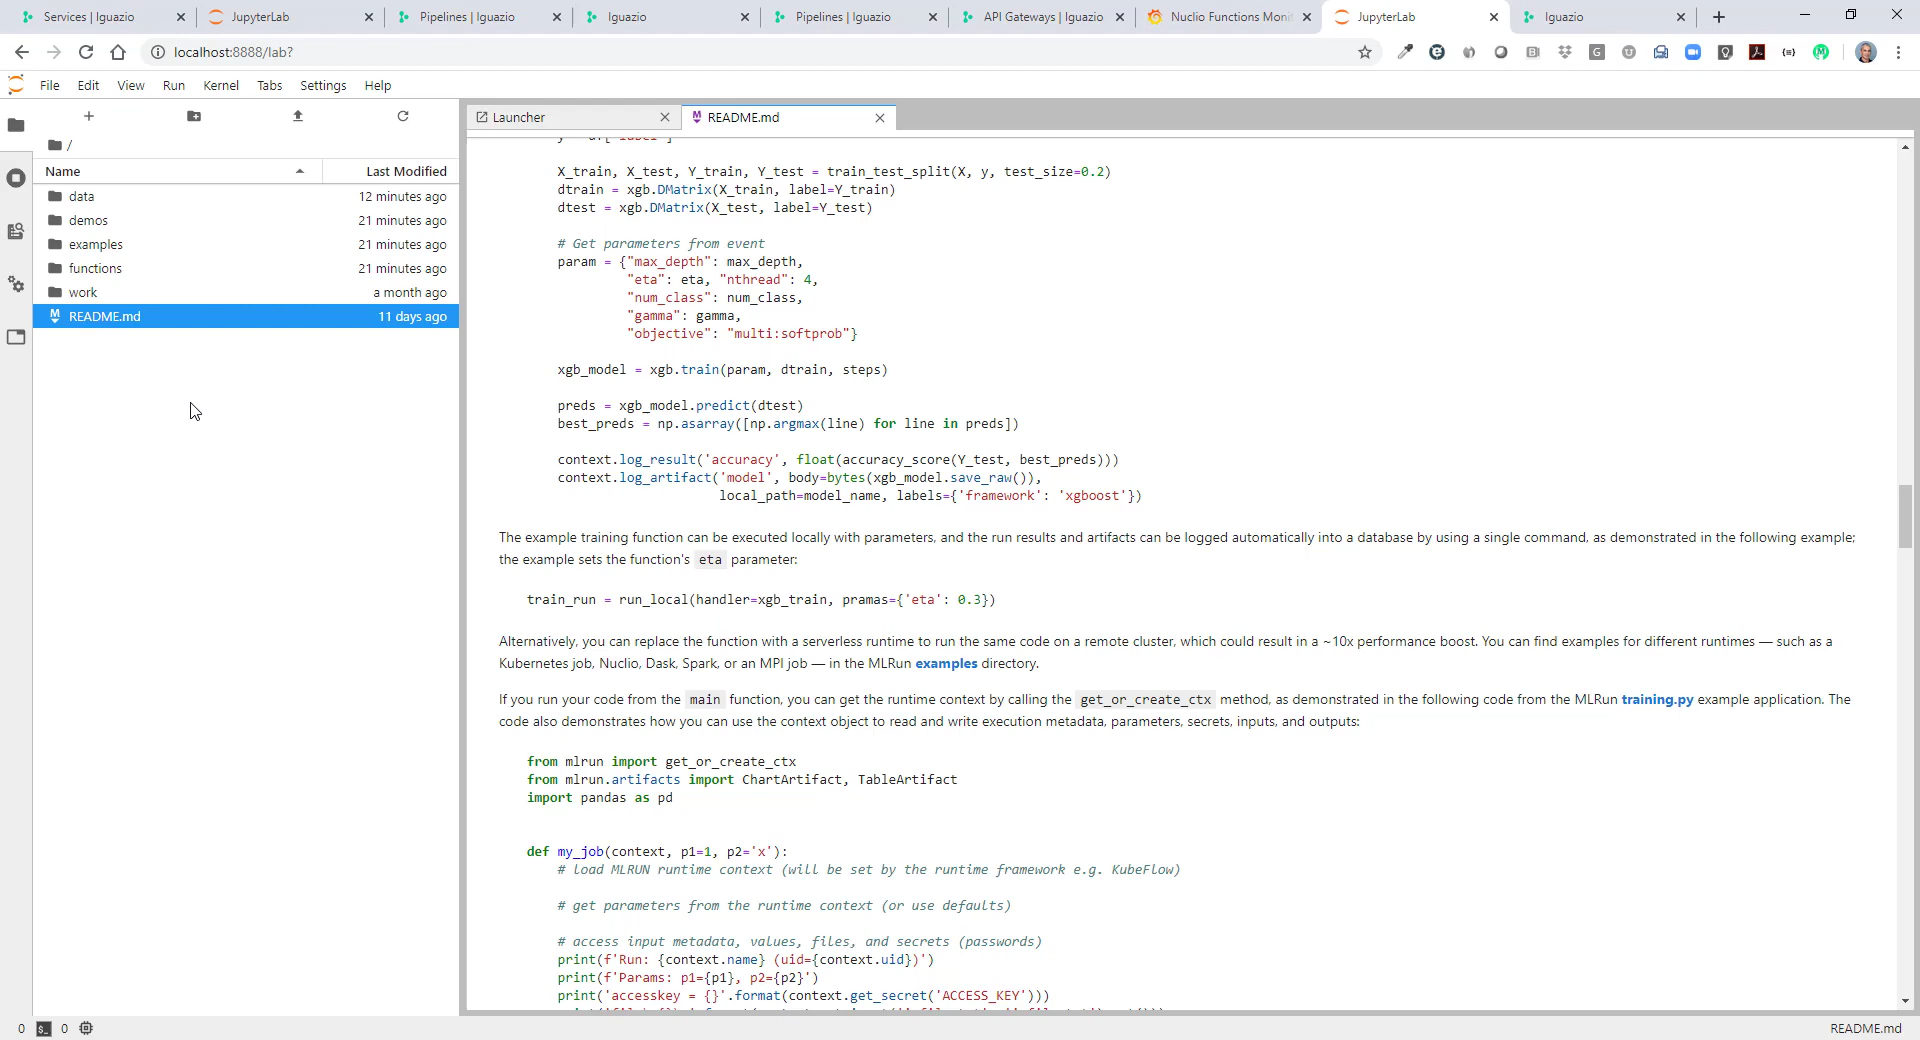 Services | Iguazio
JupyterLab
Pipelines | Iguazio
Iguazio
Pipelines | Iguazio
API Gateways | Iguazio
Nuclio Functions Monit
JupyterLab
Iguazio
localhost:8888/lab?
File Edit View Run Kernel Tabs Settings Help
Launcher
README.md
/
Name Last Modified
data 12 minutes ago
demos 21 minutes ago
examples 21 minutes ago
functions 21 minutes ago
work a month ago
README.md 11 days ago
X_train, X_test, Y_train, Y_test = train_test_split(X, y, test_size=0.2)
dtrain = xgb.DMatrix(X_train, label=Y_train)
dtest = xgb.DMatrix(X_test, label=Y_test)
# Get parameters from event
param = {"max_depth": max_depth,
"eta": eta, "nthread": 4,
"num_class": num_class,
"gamma": gamma,
"objective": "multi:softprob"}
xgb_model = xgb.train(param, dtrain, steps)
preds = xgb_model.predict(dtest)
best_preds = np.asarray([np.argmax(line) for line in preds])
context.log_result('accuracy', float(accuracy_score(Y_test, best_preds)))
context.log_artifact('model', body=bytes(xgb_model.save_raw()),
local_path=model_name, labels={'framework': 'xgboost'})
The example training function can be executed locally with parameters, and the run results and artifacts can be logged automatically into a database by using a single command, as demonstrated in the following example;
the example sets the function's eta parameter:
train_run = run_local(handler=xgb_train, pramas={'eta': 0.3})
Alternatively, you can replace the function with a serverless runtime to run the same code on a remote cluster, which could result in a ~10x performance boost. You can find examples for different runtimes — such as a
Kubernetes job, Nuclio, Dask, Spark, or an MPI job — in the MLRun examples directory.
If you run your code from the main function, you can get the runtime context by calling the get_or_create_ctx method, as demonstrated in the following code from the MLRun training.py example application. The
code also demonstrates how you can use the context object to read and write execution metadata, parameters, secrets, inputs, and outputs:
from mlrun import get_or_create_ctx
from mlrun.artifacts import ChartArtifact, TableArtifact
import pandas as pd
def my_job(context, p1=1, p2='x'):
# load MLRUN runtime context (will be set by the runtime framework e.g. KubeFlow)
# get parameters from the runtime context (or use defaults)
# access input metadata, values, files, and secrets (passwords)
print(f'Run: {context.name} (uid={context.uid})')
print(f'Params: p1={p1}, p2={p2}')
print('accesskey = {}'.format(context.get_secret('ACCESS_KEY')))
0 0 README.md